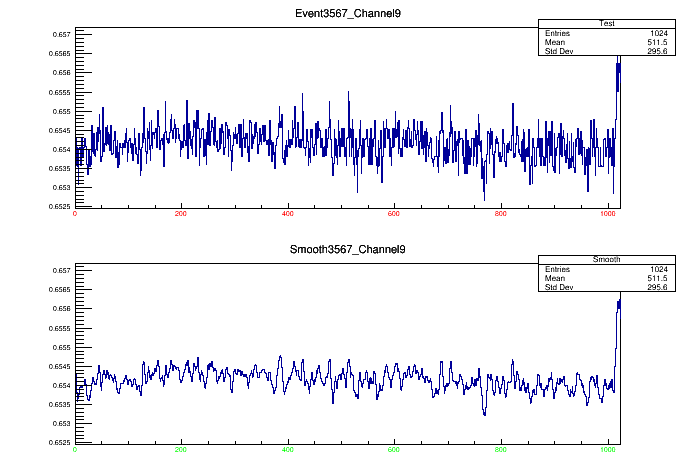 Event3567_Channel9
Test
Entries 1024
Mean 511.5
Std Dev 295.6
0.657
0.6565
0.656
0.6555
0.655
0.6545
0.654
0.6535
0.653
0.6525
0 200 400 600 800 1000
Smooth3567_Channel9
Smooth
Entries 1024
Mean 511.5
Std Dev 295.6
0.657
0.6565
0.656
0.6555
0.655
0.6545
0.654
0.6535
0.653
0.6525
0 200 400 600 800 1000